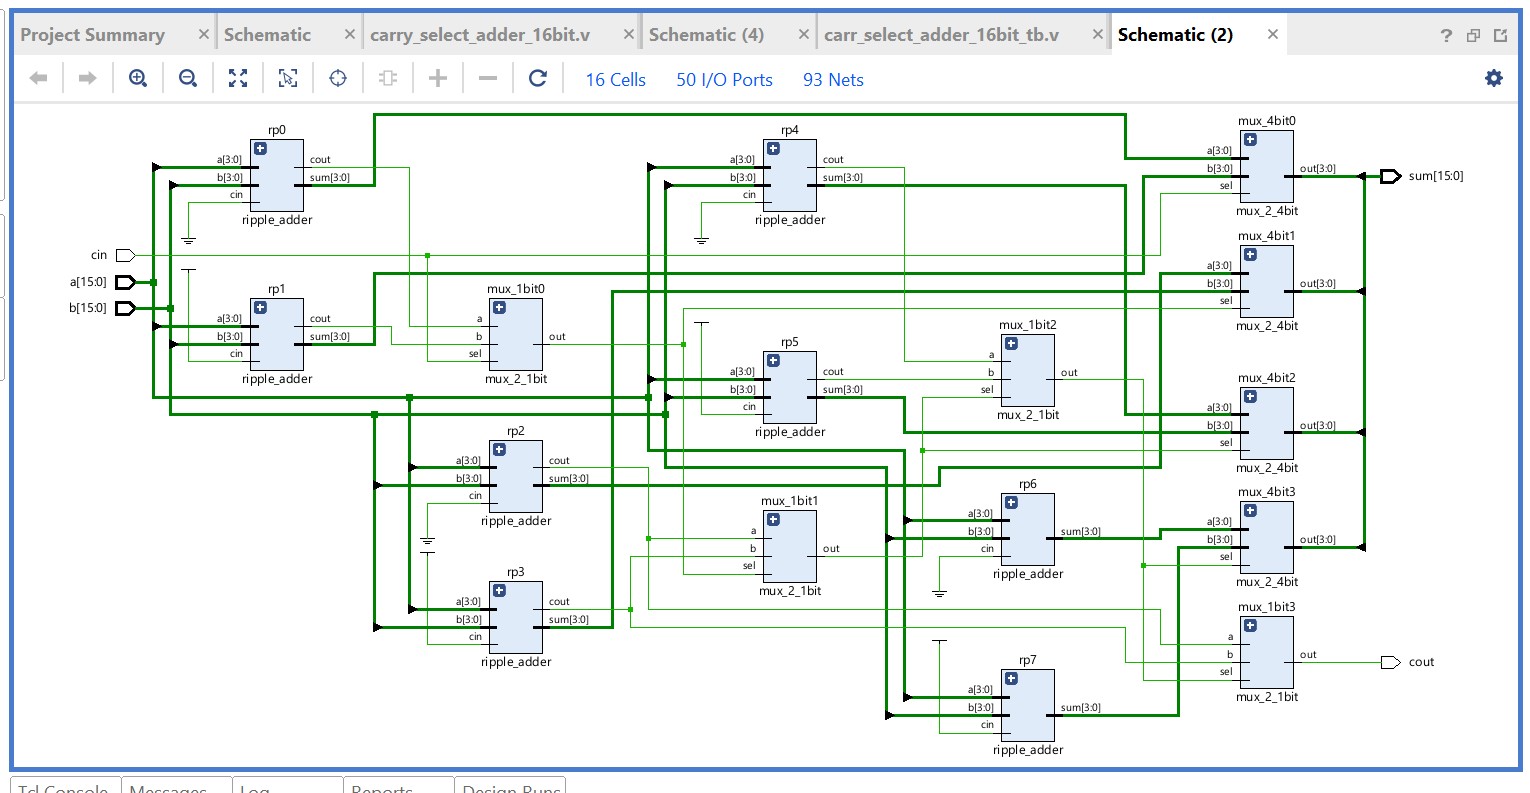 Project Summary × Schematic × carry_select_adder_16bit.v × Schematic (4) × carr_select_adder_16bit_tb.v × Schematic (2) × ?
16 Cells 50 I/O Ports 93 Nets
rp0
a[3:0] cout
b[3:0] sum[3:0]
cin
ripple_adder
rp4
a[3:0] cout
b[3:0] sum[3:0]
cin
ripple_adder
mux_4bit0
a[3:0]
b[3:0] out[3:0]
sel
mux_2_4bit
sum[15:0]
cin
a[15:0]
b[15:0]
mux_4bit1
a[3:0]
b[3:0] out[3:0]
sel
mux_2_4bit
rp1
a[3:0] cout
b[3:0] sum[3:0]
cin
ripple_adder
mux_1bit0
a
b out
sel
mux_2_1bit
rp5
a[3:0] cout
b[3:0] sum[3:0]
cin
ripple_adder
mux_1bit2
a
b out
sel
mux_2_1bit
mux_4bit2
a[3:0]
b[3:0] out[3:0]
sel
mux_2_4bit
rp2
a[3:0] cout
b[3:0] sum[3:0]
cin
ripple_adder
mux_1bit1
a
b out
sel
mux_2_1bit
rp6
a[3:0]
b[3:0] sum[3:0]
cin
ripple_adder
mux_4bit3
a[3:0]
b[3:0] out[3:0]
sel
mux_2_4bit
rp3
a[3:0] cout
b[3:0] sum[3:0]
cin
ripple_adder
mux_1bit3
a
b out
sel
mux_2_1bit
cout
rp7
a[3:0]
b[3:0] sum[3:0]
cin
ripple_adder
Tcl Console Messages Log Reports Design Runs